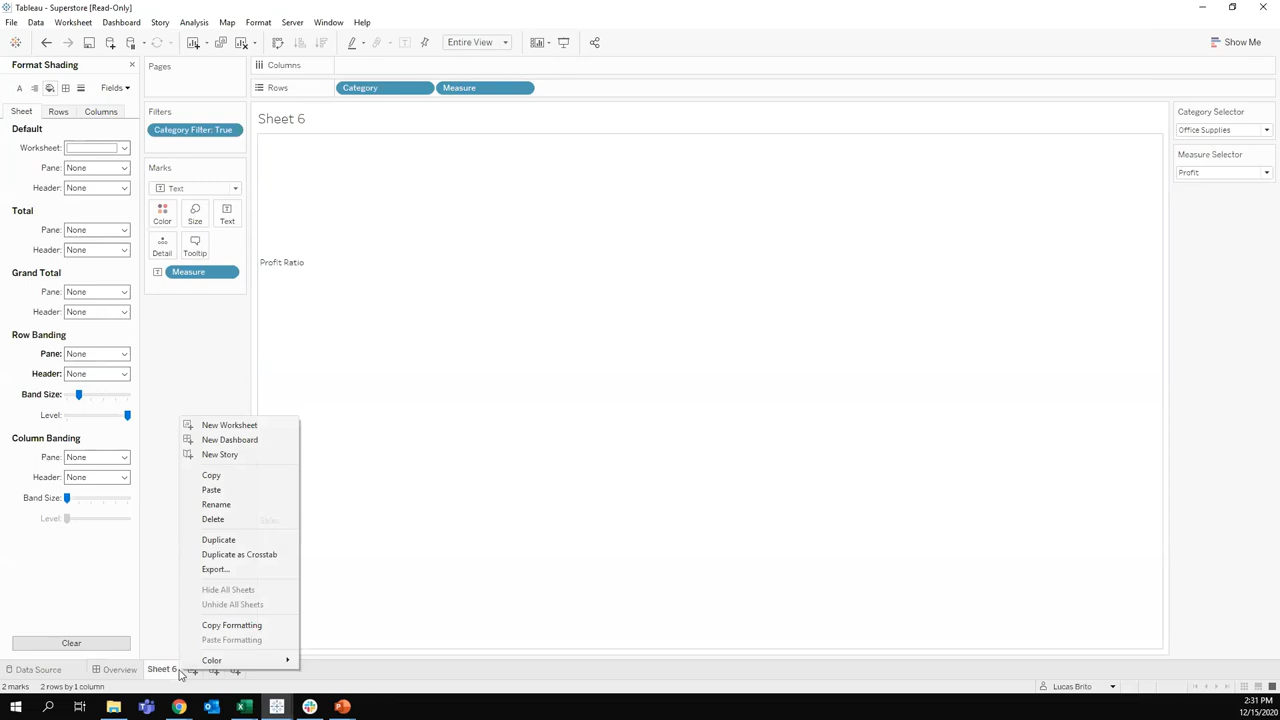 Tableau - Superstore [Read-Only]
File Data Worksheet Dashboard Story Analysis Map Format Server Window Help
Entire View
Show Me
Format Shading
Fields
Sheet Rows Columns
Default
Worksheet:
Pane: None
Header: None
Total
Pane: None
Header: None
Grand Total
Pane: None
Header: None
Row Banding
Pane: None
Header: None
Band Size:
Level:
Column Banding
Pane: None
Header: None
Band Size:
Level:
Clear
Pages
Filters
Category Filter: True
Marks
Text
Color Size Text
Detail Tooltip
Measure
Columns
Rows Category Measure
Sheet 6
Profit Ratio
Category Selector
Office Supplies
Measure Selector
Profit
New Worksheet
New Dashboard
New Story
Copy
Paste
Rename
Delete
Duplicate
Duplicate as Crosstab
Export...
Hide All Sheets
Unhide All Sheets
Copy Formatting
Paste Formatting
Color
Data Source Overview Sheet 6
2 marks 2 rows by 1 column
Lucas Brito
2:31 PM
12/15/2020